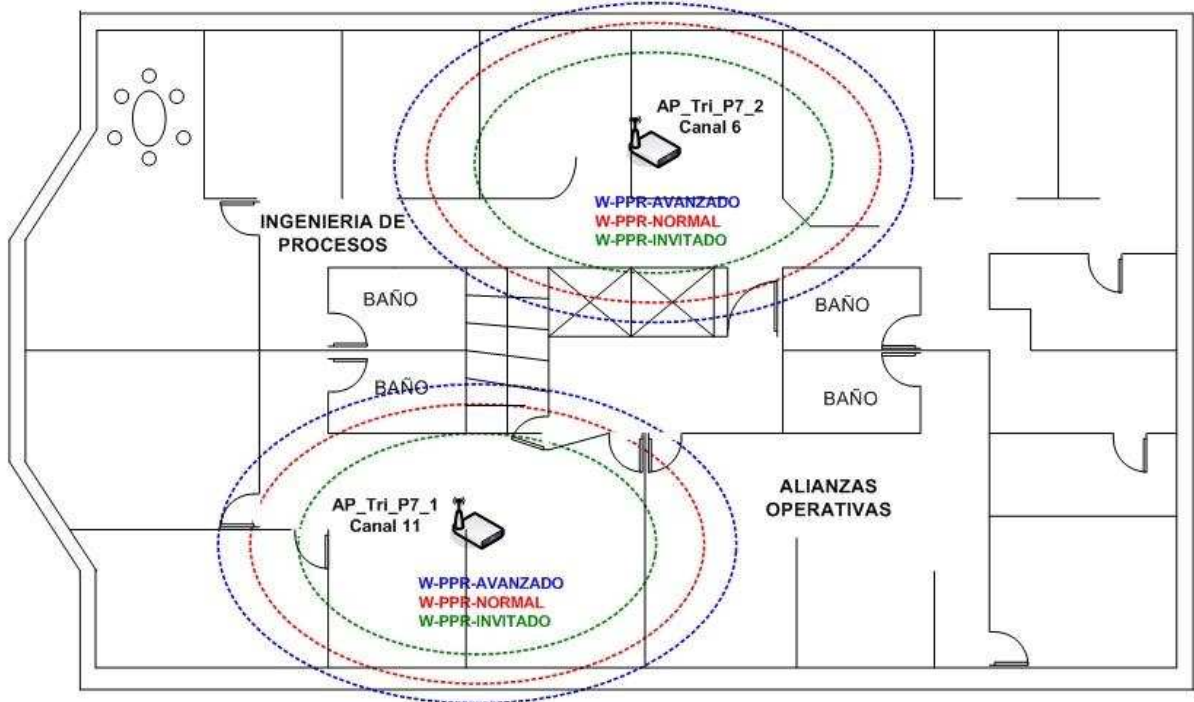 AP_Tri_P7_2
Canal 6
W-PPR-AVANZADO
W-PPR-NORMAL
W-PPR-INVITADO
INGENIERIA DE
PROCESOS
BAÑO
BAÑO
BAÑO
BAÑO
AP_Tri_P7_1
Canal 11
W-PPR-AVANZADO
W-PPR-NORMAL
W-PPR-INVITADO
ALIANZAS
OPERATIVAS